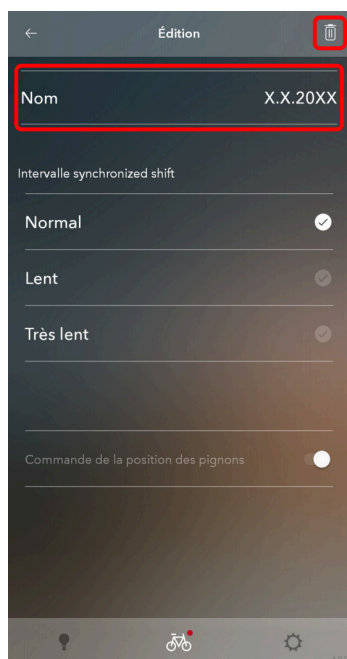 Édition
Nom X.X.20XX
Intervalle synchronized shift
Normal
Lent
Très lent
Commande de la position des pignons